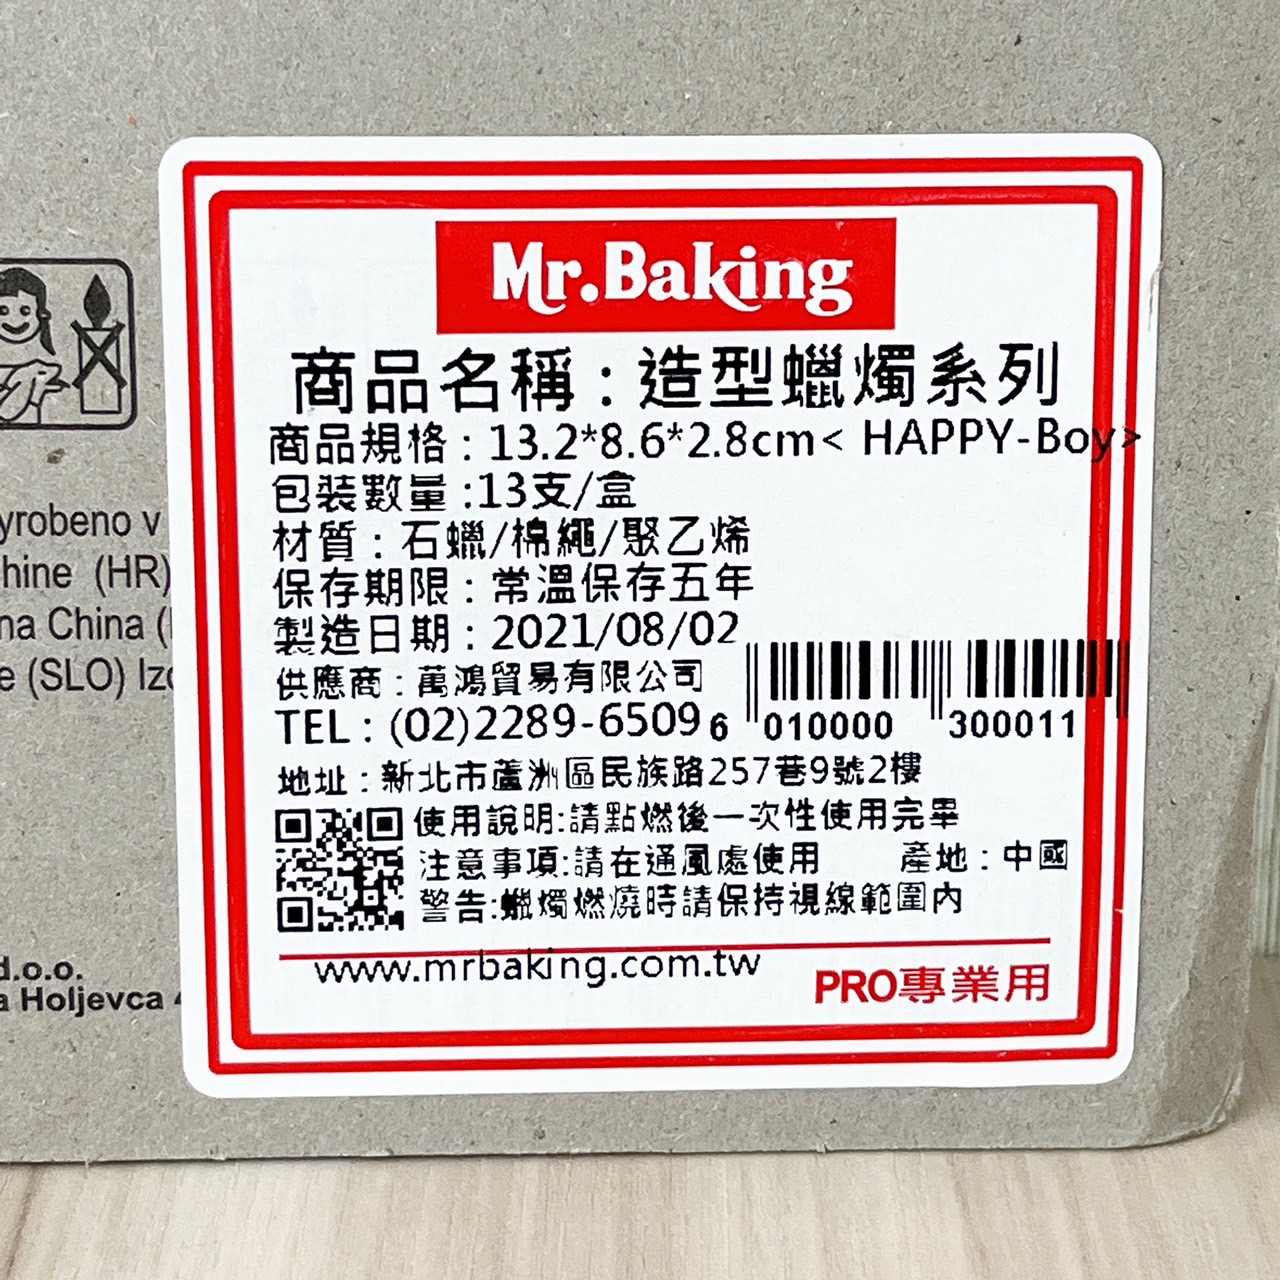 Mr.Baking
商品名稱：造型蠟燭系列
商品規格：13.2*8.6*2.8cm< HAPPY-Boy>
包裝數量:13支/盒
材質：石蠟/棉繩/聚乙烯
保存期限：常溫保存五年
製造日期：2021/08/02
供應商：萬鴻貿易有限公司
TEL：(02)2289-6509
6 010000 300011
地址：新北市蘆洲區民族路257巷9號2樓
使用說明:請點燃後一次性使用完畢
注意事項:請在通風處使用 產地：中國
警告:蠟燭燃燒時請保持視線範圍內
www.mrbaking.com.tw
PRO專業用
yrobeno v
hine (HR)
na China (
e (SLO) Iz
d.o.o.
a Holjevca 4